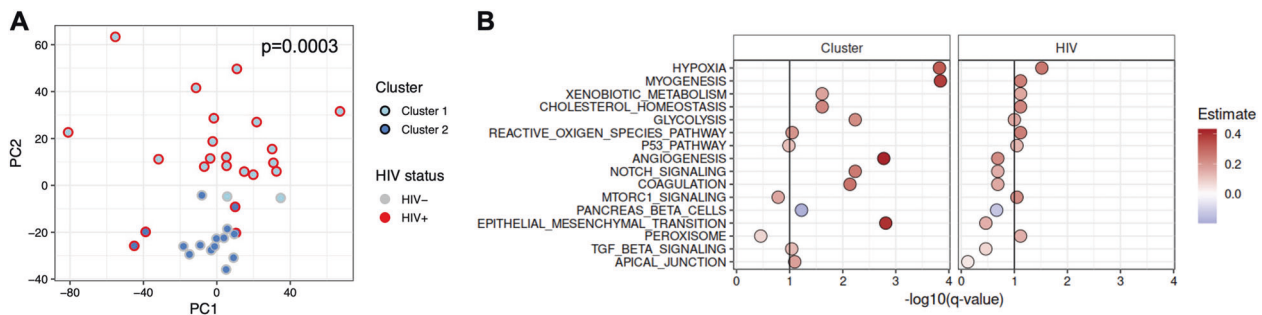 A
p=0.0003
60
40
20
0
−20
−40
−80
−40
0
40
PC2
PC1
Cluster
Cluster 1
Cluster 2
HIV status
HIV−
HIV+
B
Cluster
HIV
HYPOXIA
MYOGENESIS
XENOBIOTIC_METABOLISM
CHOLESTEROL_HOMEOSTASIS
GLYCOLYSIS
REACTIVE_OXIGEN_SPECIES_PATHWAY
P53_PATHWAY
ANGIOGENESIS
NOTCH_SIGNALING
COAGULATION
MTORC1_SIGNALING
PANCREAS_BETA_CELLS
EPITHELIAL_MESENCHYMAL_TRANSITION
PEROXISOME
TGF_BETA_SIGNALING
APICAL_JUNCTION
0 1 2 3 4
0 1 2 3 4
-log10(q-value)
Estimate
0.4
0.2
0.0